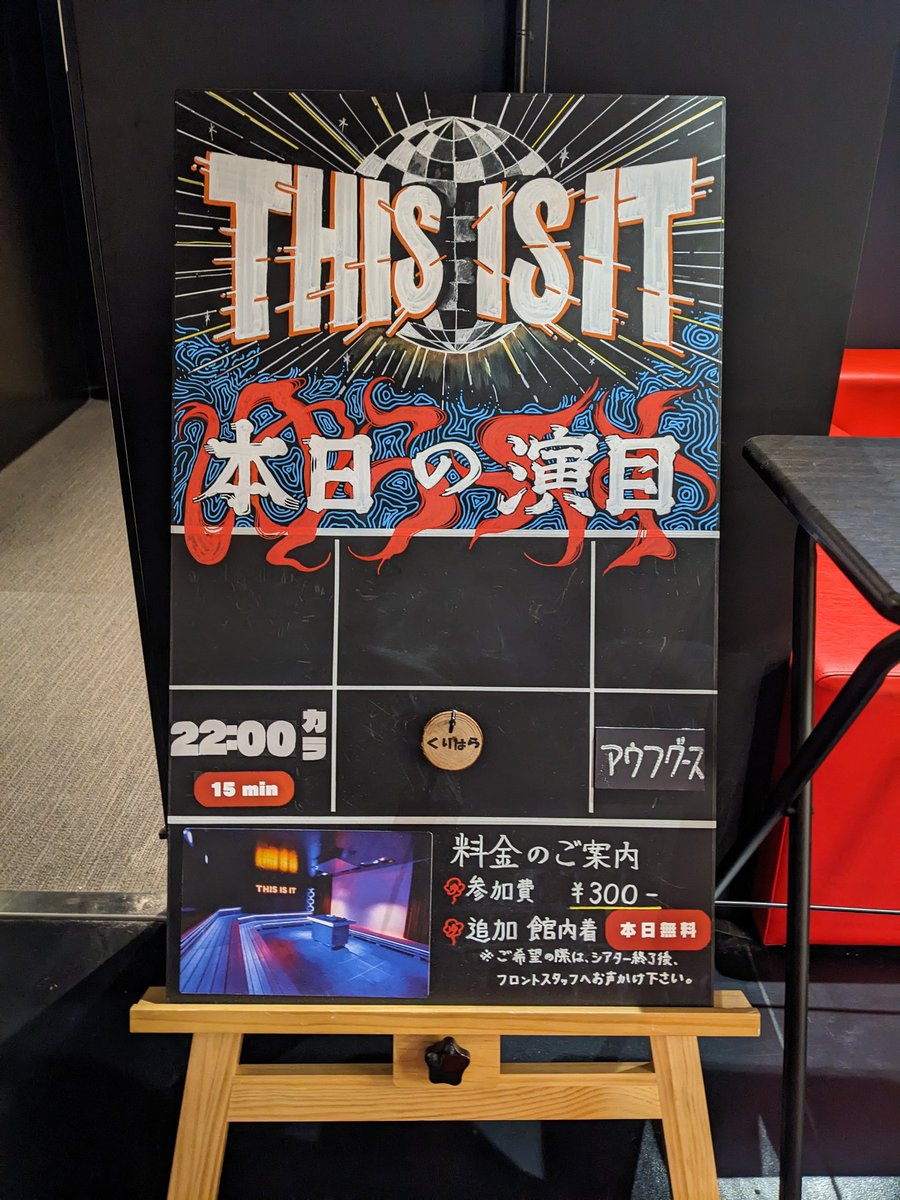 THIS IS IT
本日の演目
22:00 カラ
15 min
くりはら
アウフグース
THIS IS IT
料金のご案内
参加費 ¥300-
追加 館内着 本日無料
※ご希望の際は、シアター終了後、
フロントスタッフへお声かけ下さい。